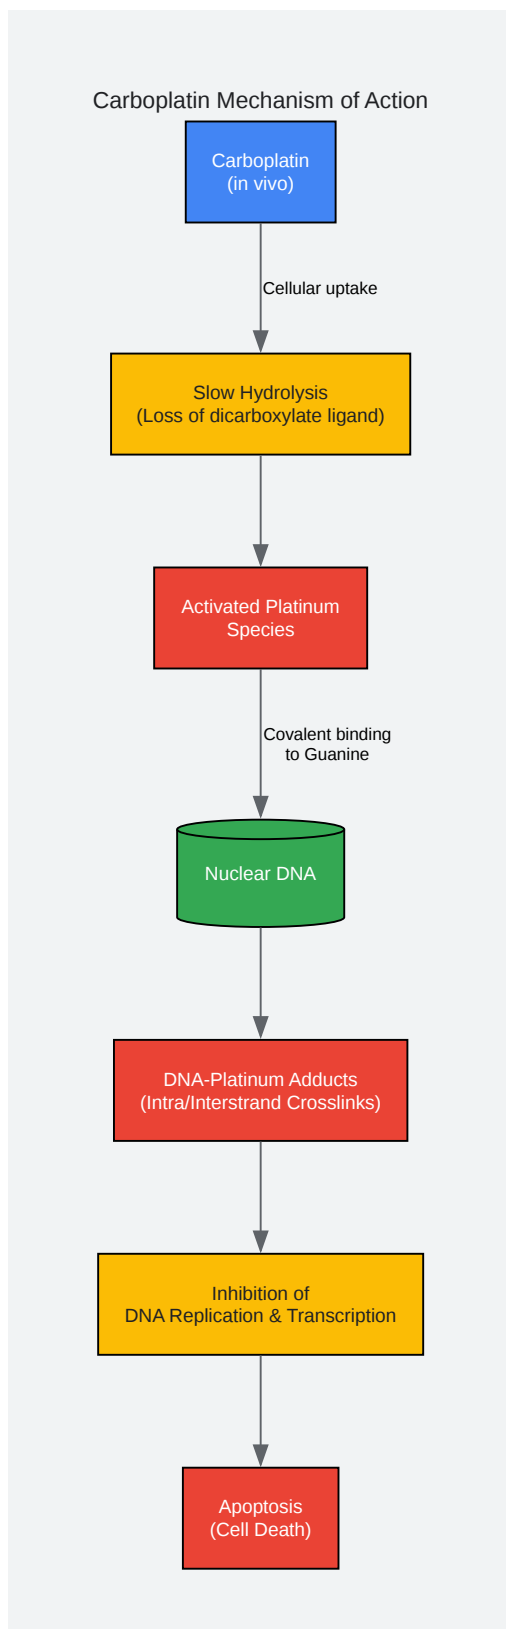 Carboplatin Mechanism of Action
Carboplatin
(in vivo)
Cellular uptake
Slow Hydrolysis
(Loss of dicarboxylate ligand)
Activated Platinum
Species
Covalent binding
to Guanine
Nuclear DNA
DNA-Platinum Adducts
(Intra/Interstrand Crosslinks)
Inhibition of
DNA Replication & Transcription
Apoptosis
(Cell Death)